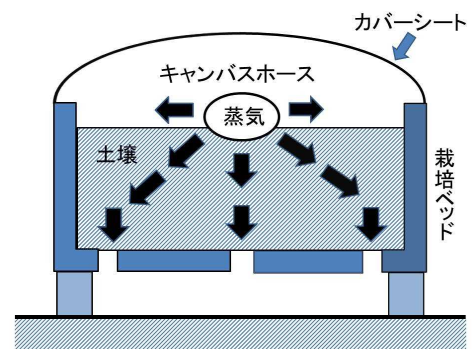 カバーシート
キャンバスホース
蒸気
土壌
栽培ベッド